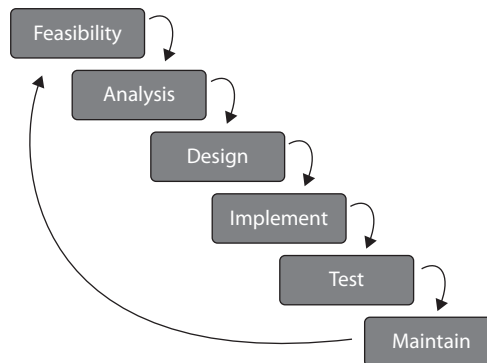 Feasibility
Analysis
Design
Implement
Test
Maintain